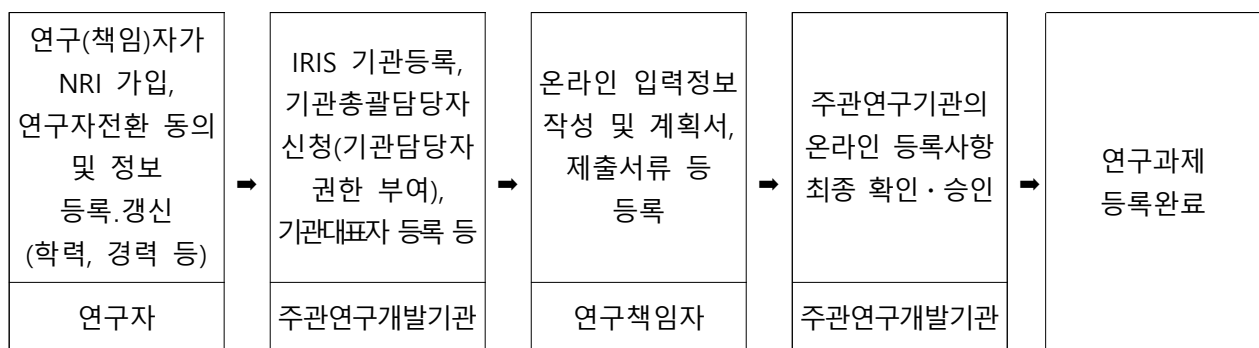 연구(책임)자가
NRI 가입,
연구자전환 동의
및 정보
등록.갱신
(학력, 경력 등)
연구자
➡
IRIS 기관등록,
기관총괄담당자
신청(기관담당자
권한 부여),
기관대표자 등록 등
주관연구개발기관
➡
온라인 입력정보
작성 및 계획서,
제출서류 등
등록
연구책임자
➡
주관연구기관의
온라인 등록사항
최종 확인·승인
주관연구개발기관
➡
연구과제
등록완료